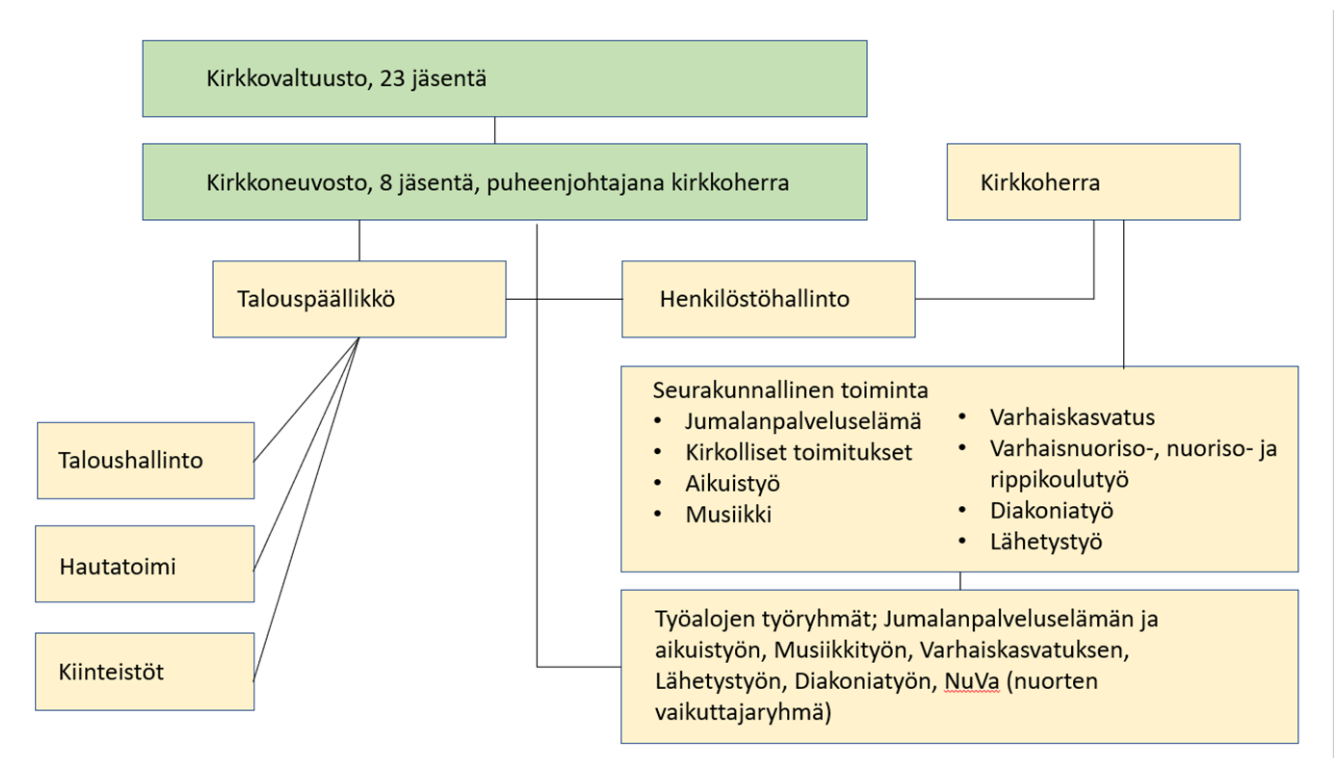 Kirkkovaltuusto, 23 jäsentä
Kirkkoneuvosto, 8 jäsentä, puheenjohtajana kirkkoherra
Kirkkoherra
Talouspäällikkö
Henkilöstöhallinto
Taloushallinto
Hautatoimi
Kiinteistöt
Seurakunnallinen toiminta
• Jumalanpalveluselämä
• Kirkolliset toimitukset
• Aikuistyö
• Musiikki
• Varhaiskasvatus
• Varhaisnuoriso-, nuoriso- ja
rippikoulutyö
• Diakoniatyö
• Lähetystyö
Työalojen työryhmät; Jumalanpalveluselämän ja
aikuistyön, Musiikkityön, Varhaiskasvatuksen,
Lähetystyön, Diakoniatyön, NuVa (nuorten
vaikuttajaryhmä)